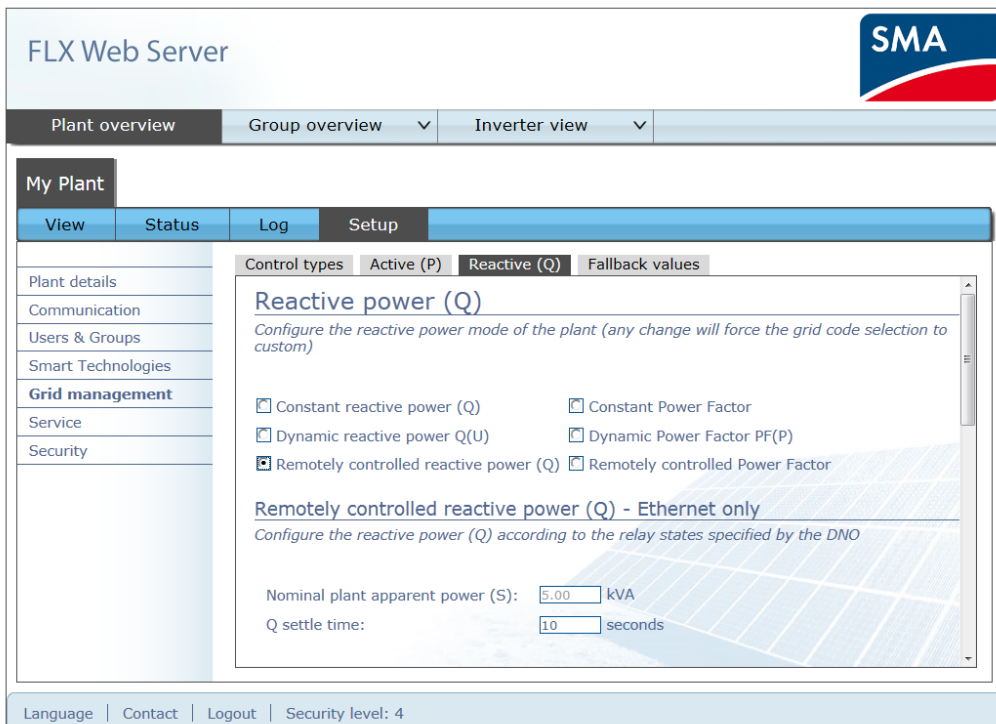 FLX Web Server
SMA
Plant overview
Group overview
Inverter view
My Plant
View
Status
Log
Setup
Plant details
Communication
Users & Groups
Smart Technologies
Grid management
Service
Security
Control types
Active (P)
Reactive (Q)
Fallback values
Reactive power (Q)
Configure the reactive power mode of the plant (any change will force the grid code selection to
custom)
Constant reactive power (Q)
Constant Power Factor
Dynamic reactive power Q(U)
Dynamic Power Factor PF(P)
Remotely controlled reactive power (Q)
Remotely controlled Power Factor
Remotely controlled reactive power (Q) - Ethernet only
Configure the reactive power (Q) according to the relay states specified by the DNO
Nominal plant apparent power (S): 5.00 kVA
Q settle time: 10 seconds
Language | Contact | Logout | Security level: 4